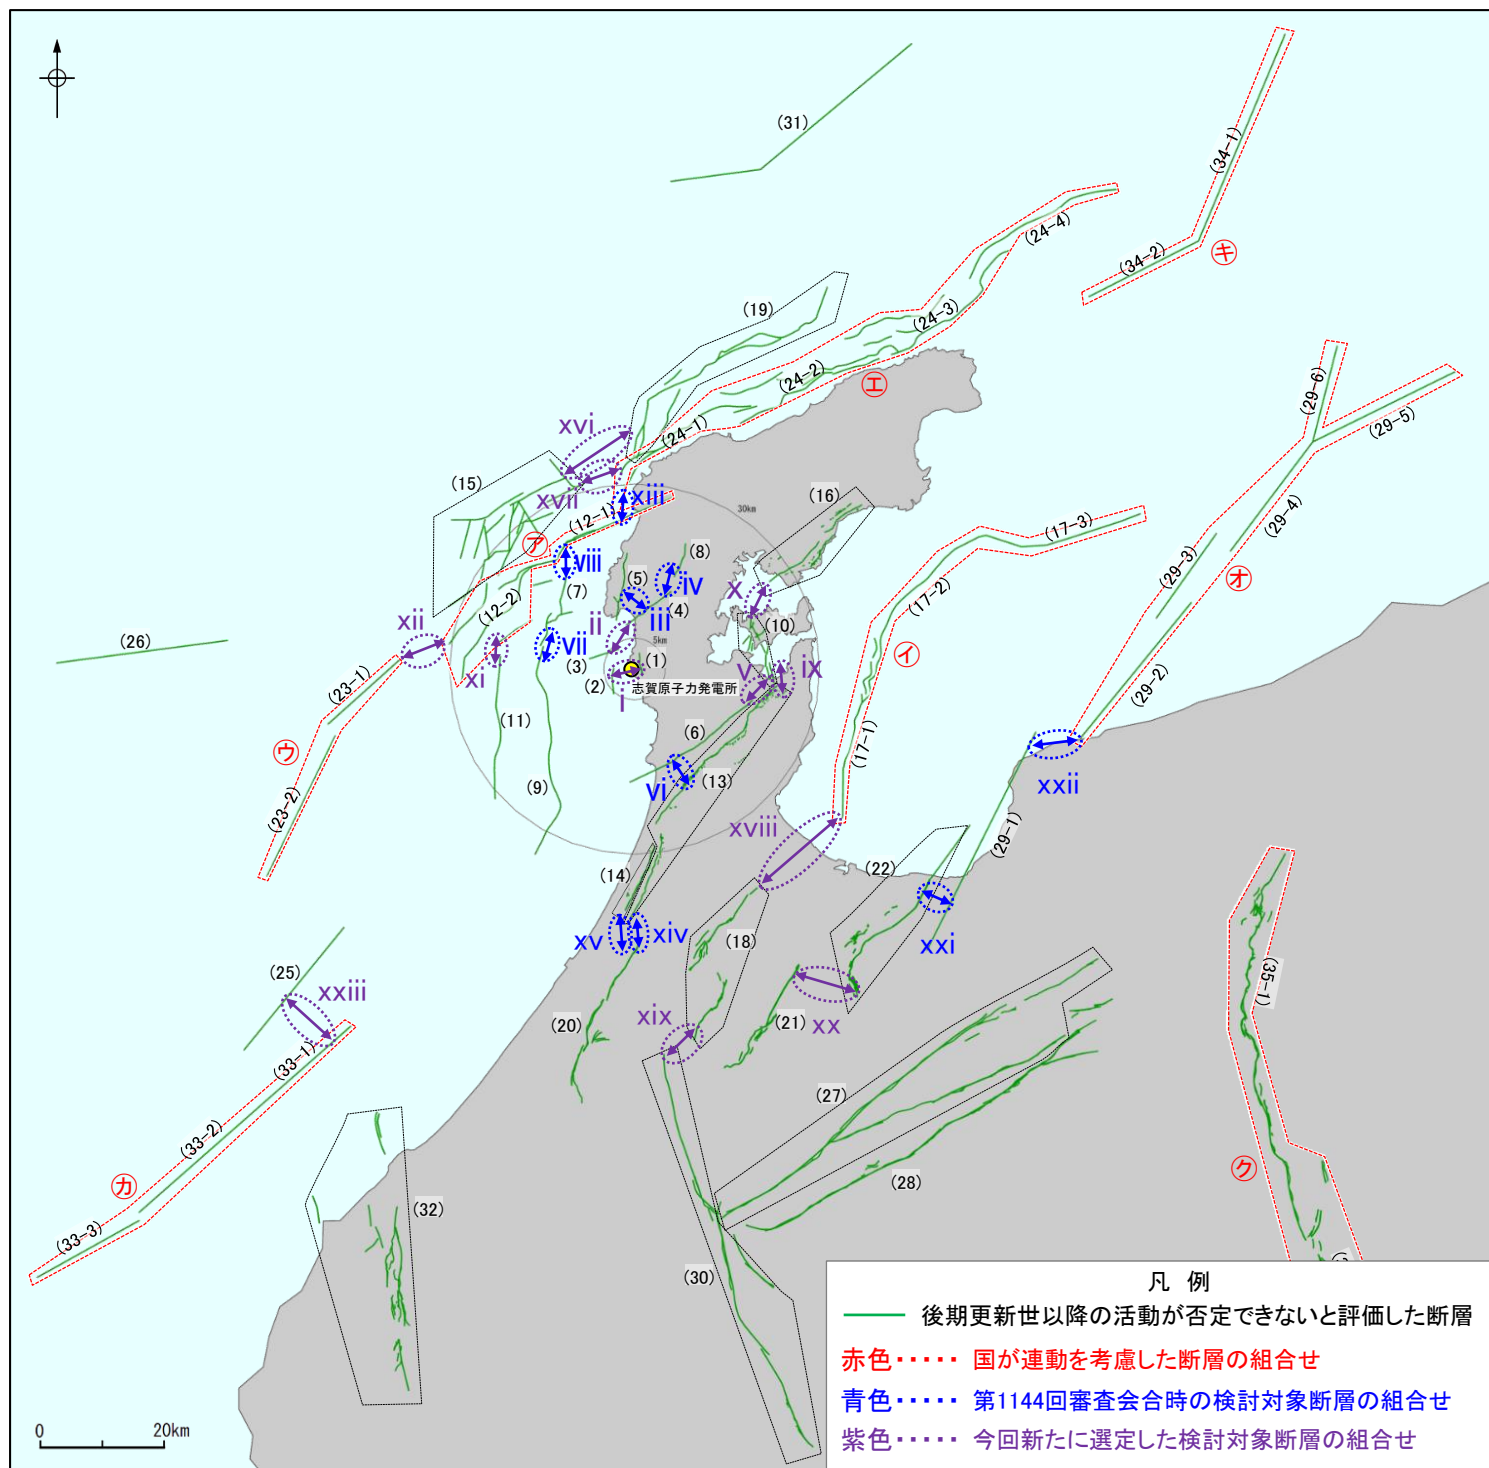 (31)
(34-1)
(34-2)
㋖
(24-4)
(19)
(24-3)
(24-2)
㋓
(29-6)
(29-5)
(24-1)
xvi
(15)
xvii
xiii
30km
(16)
(12-1)
㋐
viii
(8)
(17-3)
(29-4)
(29-3)
㋔
(7)
(5)
iv
x
(17-2)
(12-2)
iii
(4)
ii
(10)
xii
vii
5km
(26)
xi
(3)
(1)
v
ix
㋑
(2)
志賀原子力発電所
i
(29-2)
(23-1)
(11)
(6)
(17-1)
㋒
xxii
(13)
vi
(9)
(23-2)
xviii
(29-1)
(14)
(22)
xv
xiv
(18)
xxi
(25)
xxiii
(35-1)
(20)
xix
(21)
xx
(33-1)
(27)
(33-2)
㋕
(28)
㋗
(32)
(33-3)
(30)
凡 例
後期更新世以降の活動が否定できないと評価した断層
赤色‥‥‥ 国が連動を考慮した断層の組合せ
青色‥‥‥ 第1144回審査会合時の検討対象断層の組合せ
紫色‥‥‥ 今回新たに選定した検討対象断層の組合せ
0 20km